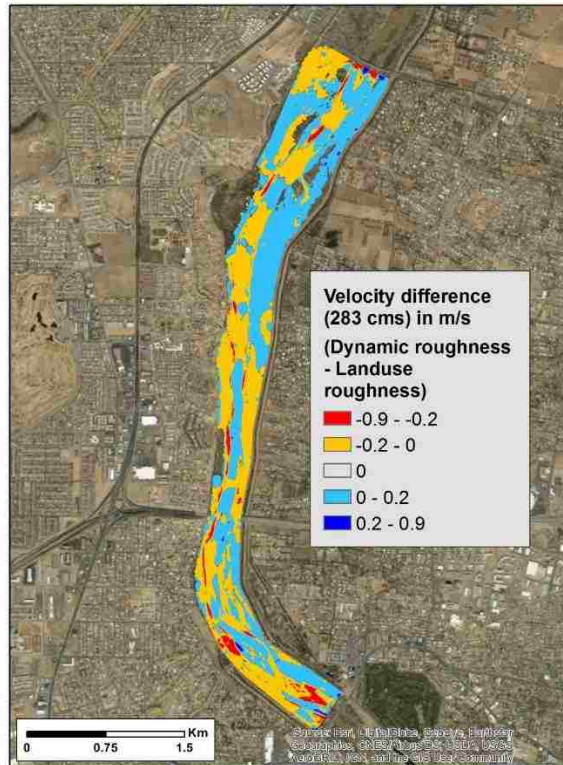 Velocity difference
(283 cms) in m/s
(Dynamic roughness
- Landuse
roughness)
-0.9 - -0.2
-0.2 - 0
0
0 - 0.2
0.2 - 0.9
Km
0 0.75 1.5
Source: Esri, DigitalGlobe, GeoEye, Earthstar
Geographics, CNES/Airbus DS, USDA, USGS
AeroGRID, IGN, and the GIS User Community